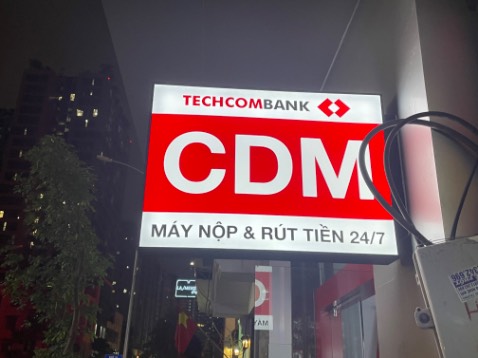 TECHCOMBANK
CDM
MÁY NỘP & RÚT TIỀN 24/7